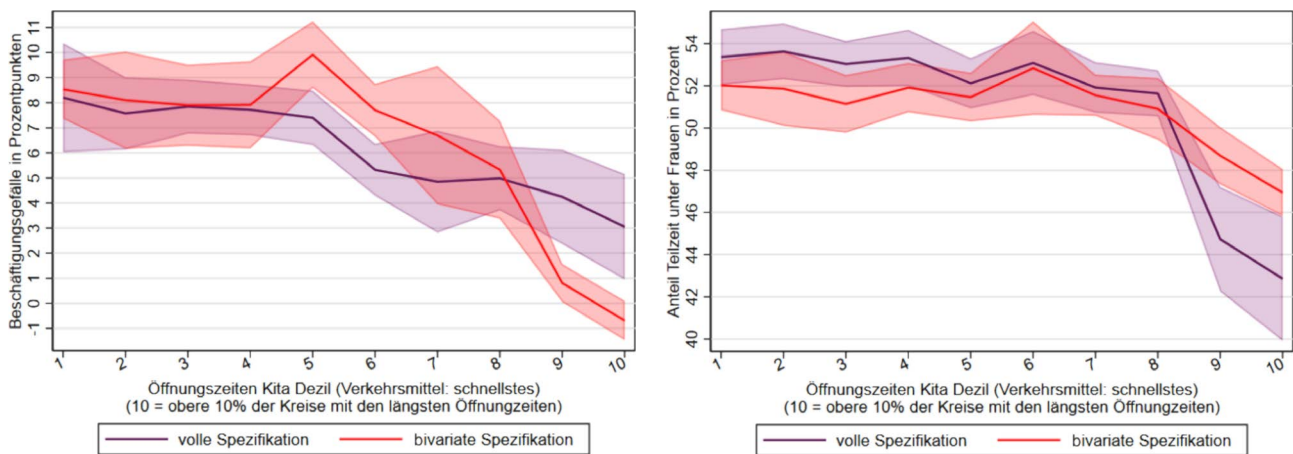 Beschäftigungsgefälle in Prozentpunkten
11
10
9
8
7
6
5
4
3
2
1
0
-1
1 2 3 4 5 6 7 8 9 10
Öffnungszeiten Kita Dezil (Verkehrsmittel: schnellstes)
(10 = obere 10% der Kreise mit den längsten Öffnungzeiten)
volle Spezifikation bivariate Spezifikation
Anteil Teilzeit unter Frauen in Prozent
54
52
50
48
46
44
42
40
1 2 3 4 5 6 7 8 9 10
Öffnungszeiten Kita Dezil (Verkehrsmittel: schnellstes)
(10 = obere 10% der Kreise mit den längsten Öffnungzeiten)
volle Spezifikation bivariate Spezifikation